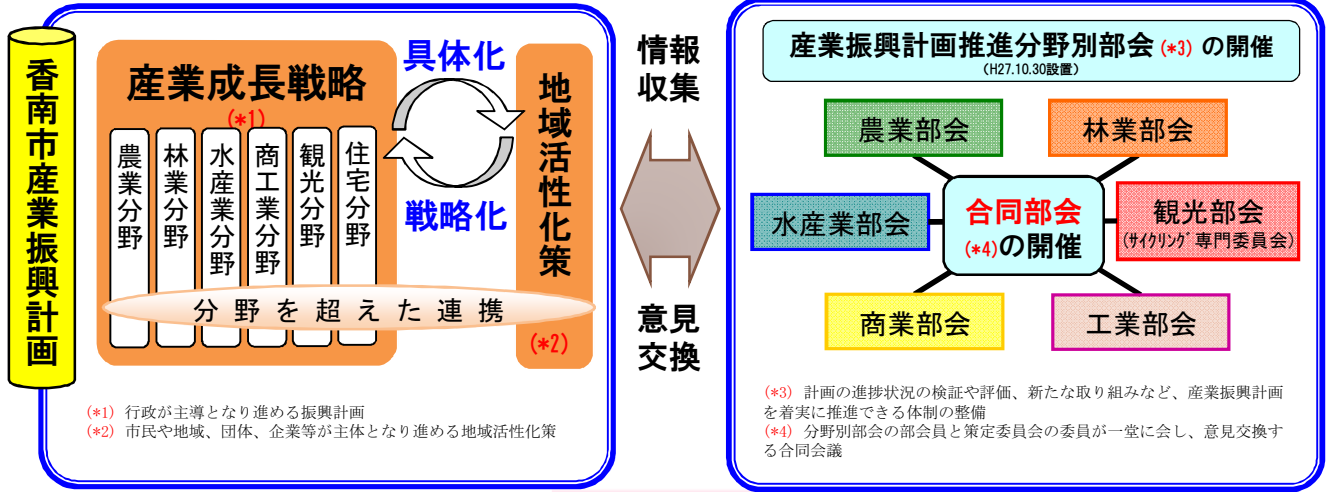 香南市産業振興計画
産業成長戦略
(*1)
農業分野
林業分野
水産業分野
商工業分野
観光分野
住宅分野
具体化
戦略化
地域活性化策
(*2)
分野を超えた連携
(*1) 行政が主導となり進める振興計画
(*2) 市民や地域、団体、企業等が主体となり進める地域活性化策
情報
収集
意見
交換
産業振興計画推進分野別部会(*3) の開催
(H27.10.30設置)
農業部会
林業部会
水産業部会
合同部会
(*4)の開催
観光部会
(ｻｲｸﾘﾝｸﾞ専門委員会)
商業部会
工業部会
(*3) 計画の進捗状況の検証や評価、新たな取り組みなど、産業振興計画
を着実に推進できる体制の整備
(*4) 分野別部会の部会員と策定委員会の委員が一堂に会し、意見交換す
る合同会議